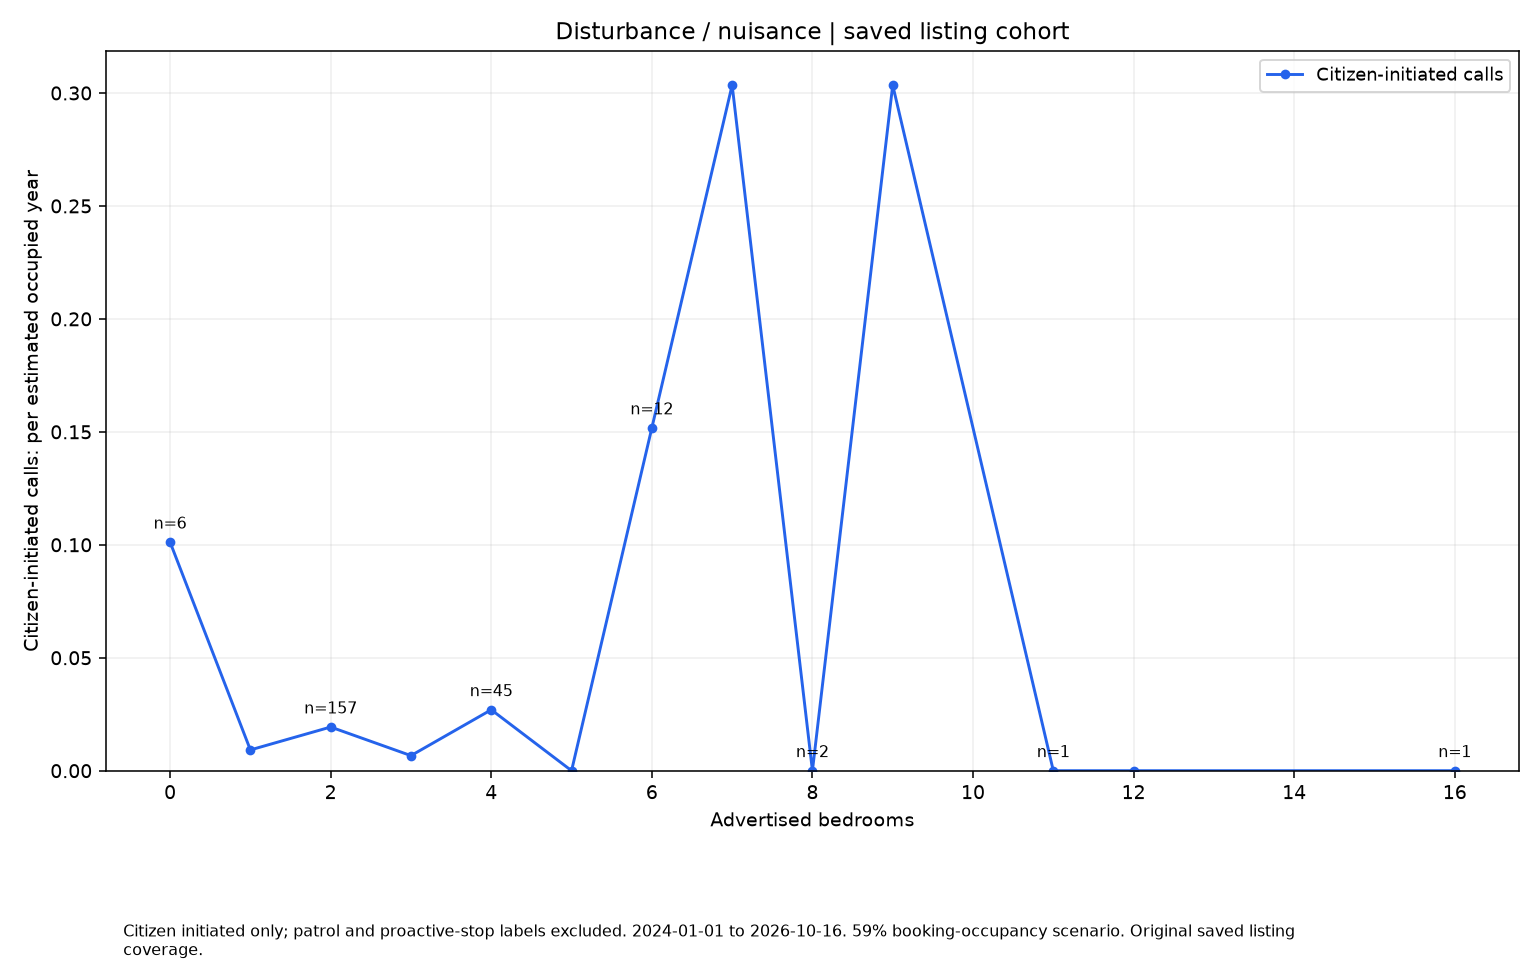 Disturbance / nuisance | saved listing cohort
Citizen-initiated calls
Citizen-initiated calls: per estimated occupied year
0.30
0.25
0.20
0.15
0.10
0.05
0.00
n=6
n=157
n=45
n=12
n=2
n=1
n=1
0 2 4 6 8 10 12 14 16
Advertised bedrooms
Citizen initiated only; patrol and proactive-stop labels excluded. 2024-01-01 to 2026-10-16. 59% booking-occupancy scenario. Original saved listing
coverage.